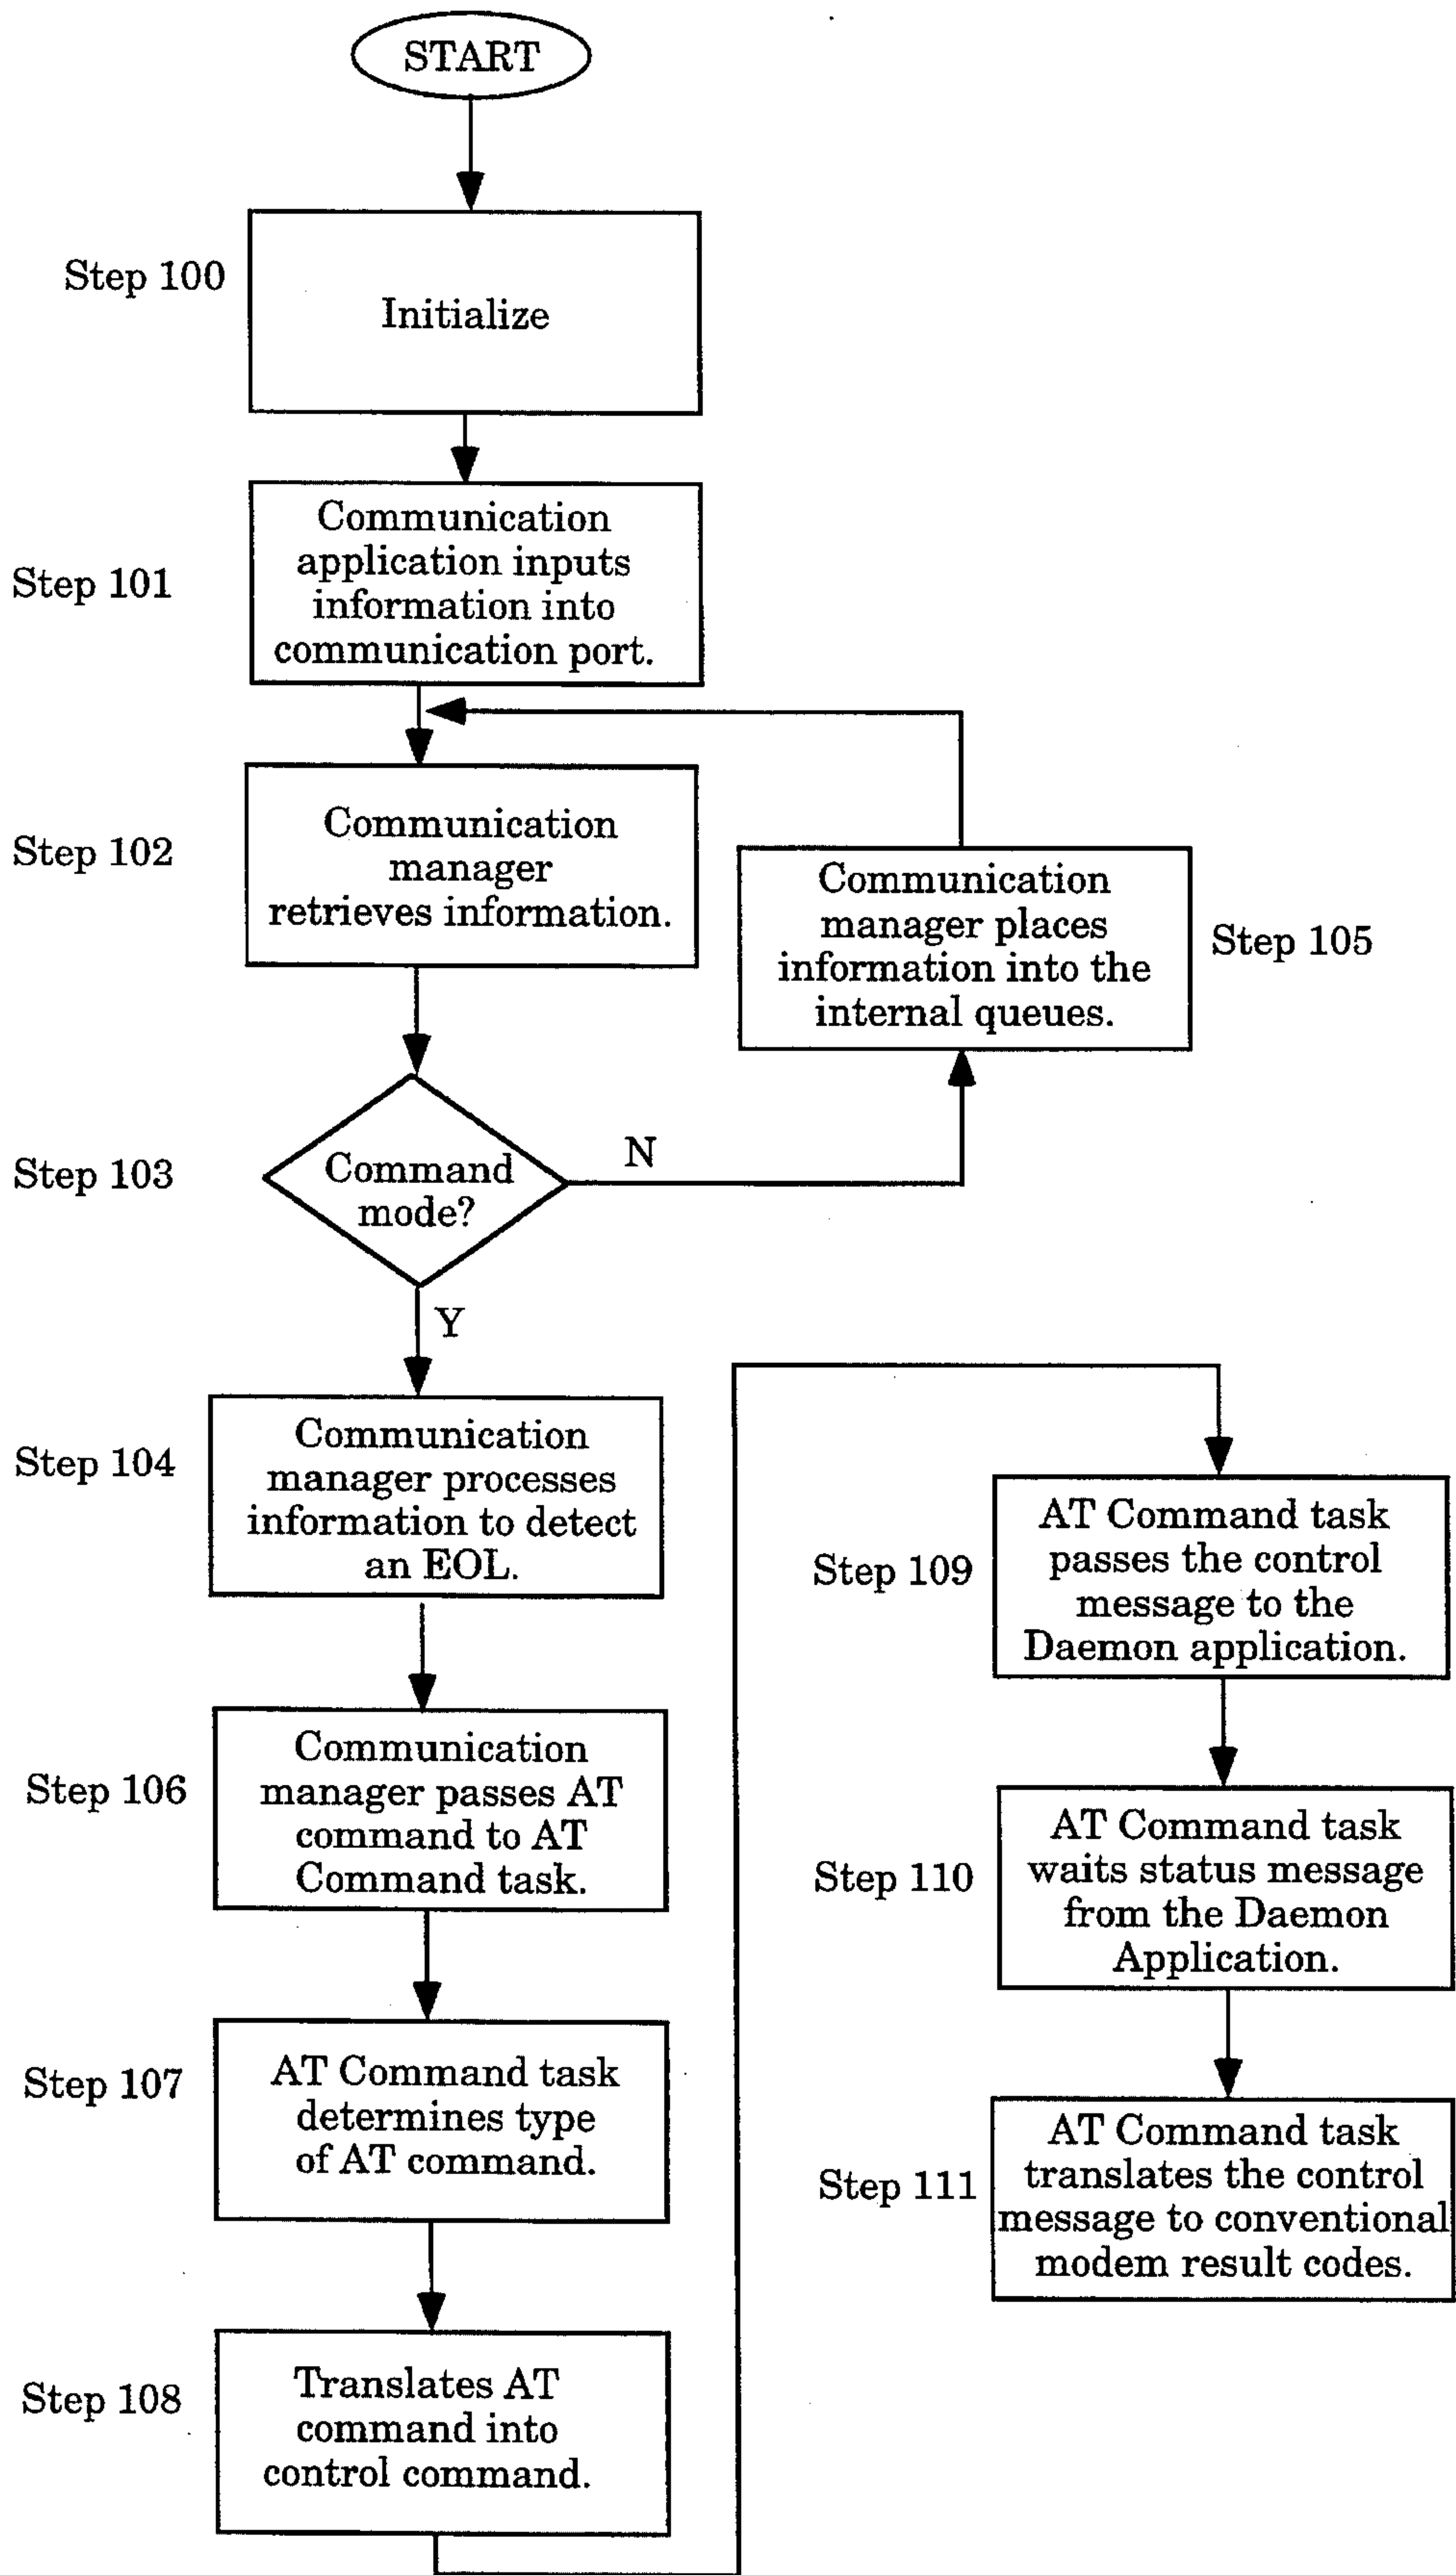 START
Step 100
Initialize
Step 101
Communication
application inputs
information into
communication port.
Step 102
Communication
manager
retrieves information.
Communication
manager places
information into the
internal queues.
Step 105
Step 103
Command
mode?
N
Y
Step 104
Communication
manager processes
information to detect
an EOL.
Step 106
Communication
manager passes AT
command to AT
Command task.
Step 107
AT Command task
determines type
of AT command.
Step 108
Translates AT
command into
control command.
Step 109
AT Command task
passes the control
message to the
Daemon application.
Step 110
AT Command task
waits status message
from the Daemon
Application.
Step 111
AT Command task
translates the control
message to conventional
modem result codes.